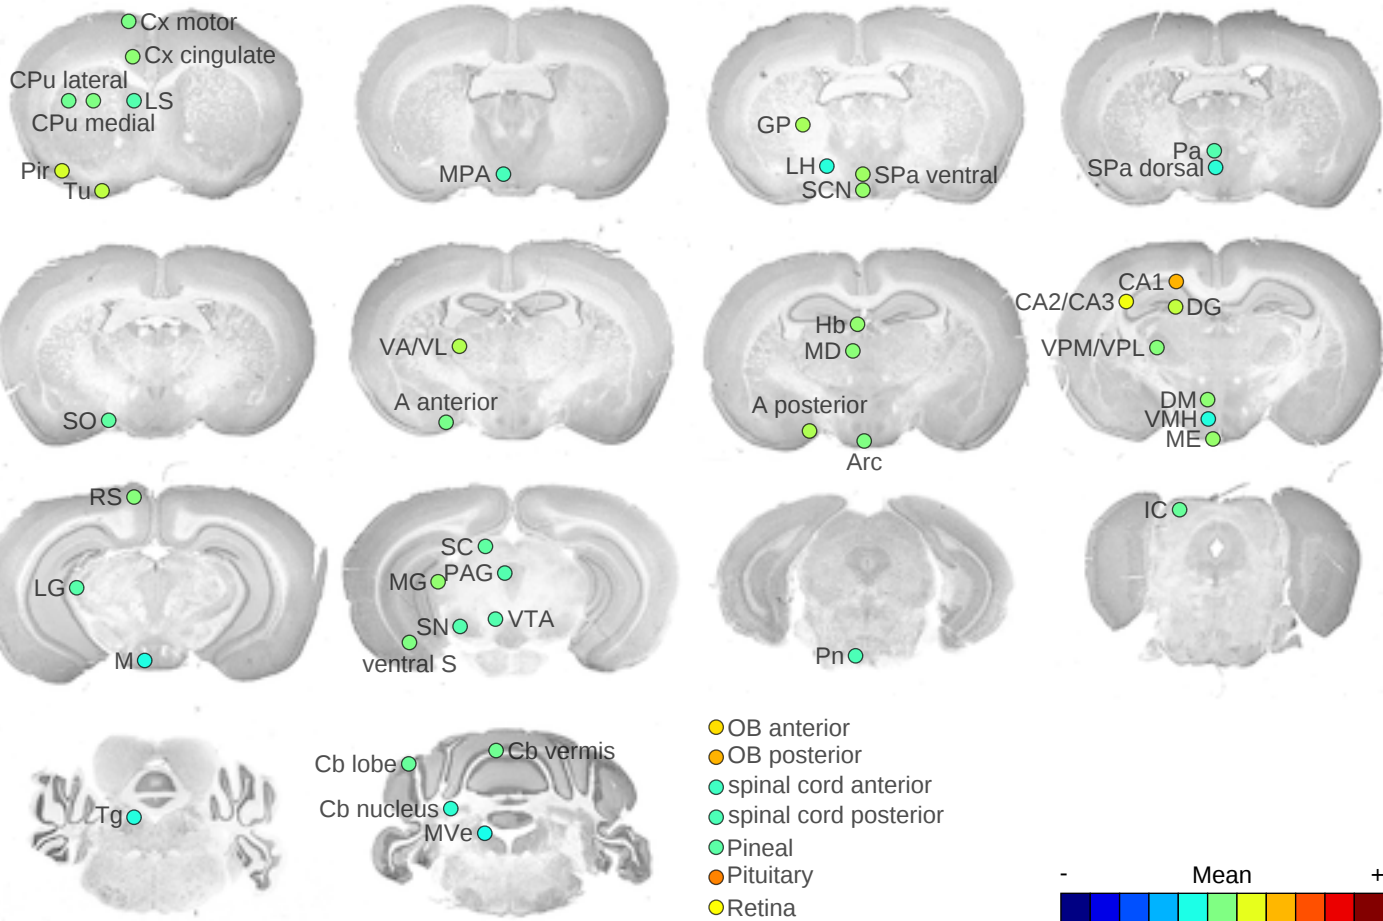 Cx motor
Cx cingulate
CPu lateral
LS
CPu medial
Pir
Tu
MPA
GP
LH
SPa ventral
SCN
Pa
SPa dorsal
SO
VA/VL
A anterior
Hb
MD
A posterior
Arc
CA1
CA2/CA3
DG
VPM/VPL
DM
VMH
ME
RS
LG
M
SC
PAG
MG
SN
VTA
ventral S
Pn
IC
Tg
Cb lobe
Cb vermis
Cb nucleus
MVe
OB anterior
OB posterior
spinal cord anterior
spinal cord posterior
Pineal
Pituitary
Retina
- Mean +